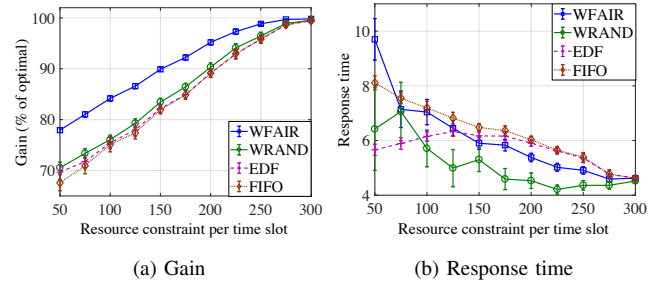 100
90
80
70
Gain (% of optimal)
WFAIR
WRAND
EDF
FIFO
50 100 150 200 250 300
Resource constraint per time slot
(a) Gain
10
8
6
4
Response time
WFAIR
WRAND
EDF
FIFO
50 100 150 200 250 300
Resource constraint per time slot
(b) Response time